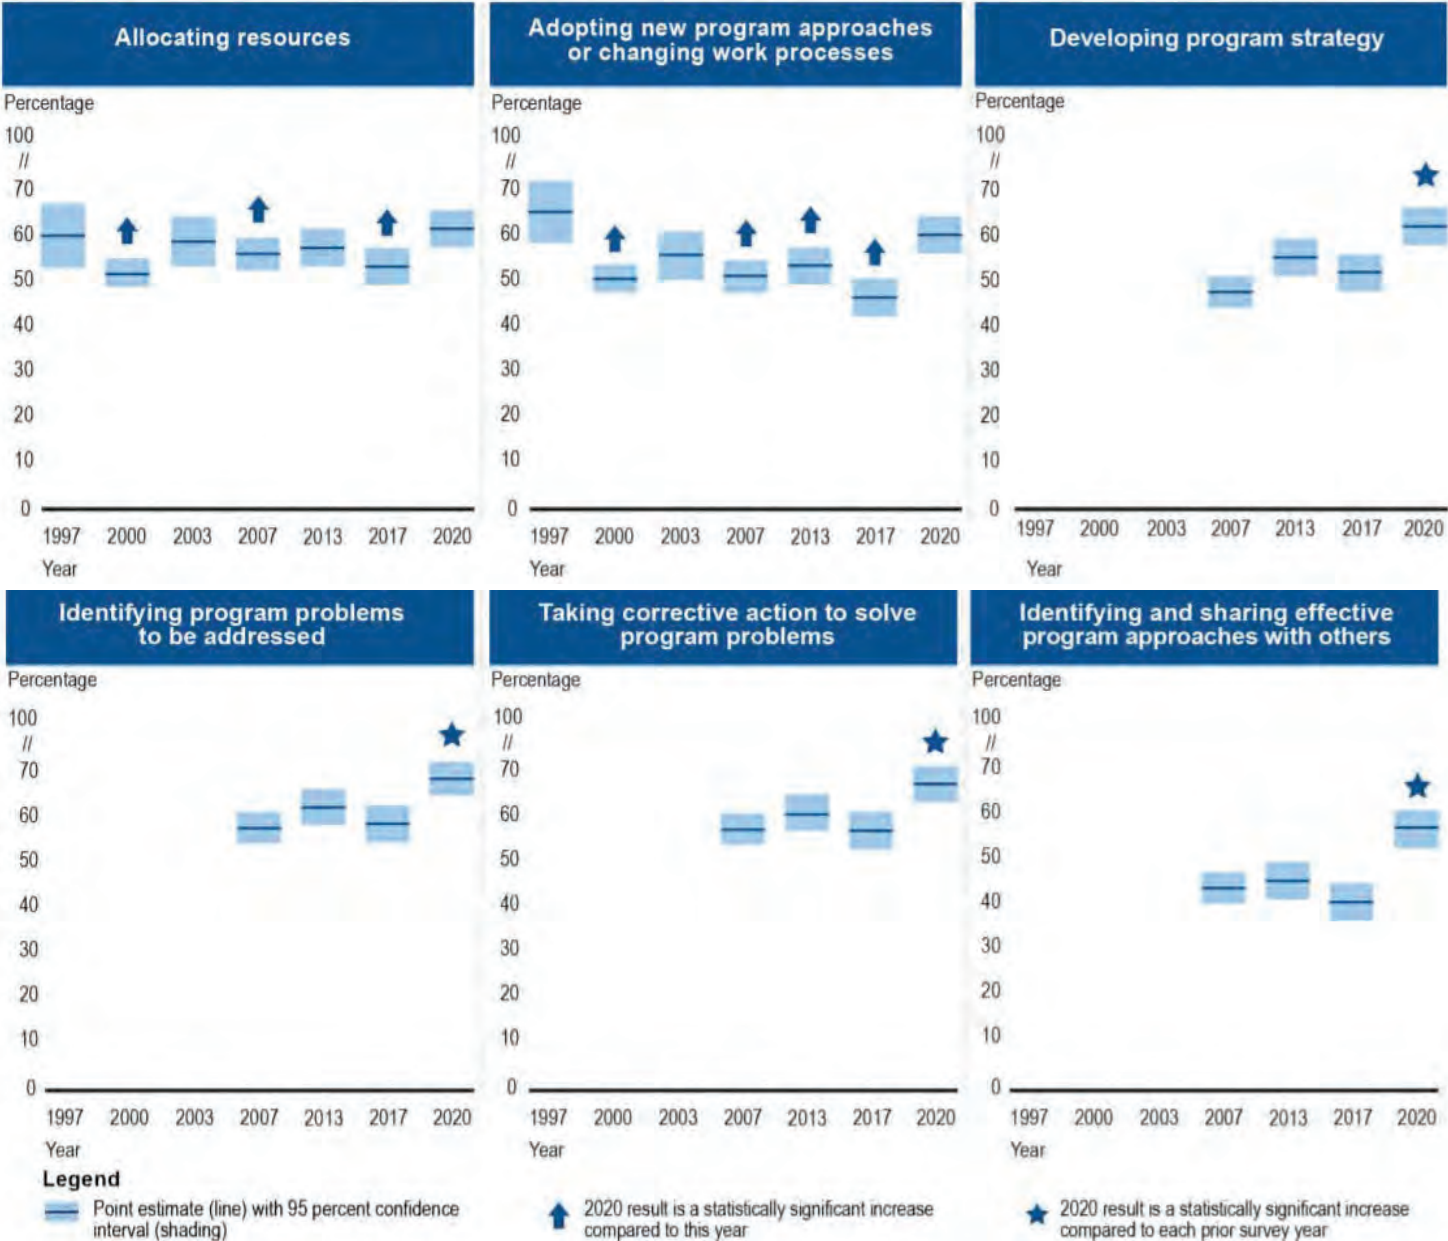 Allocating resources
Percentage
100
//
70
60
50
40
30
20
10
0
1997 2000 2003 2007 2013 2017 2020
Year
Adopting new program approaches
or changing work processes
Percentage
100
//
70
60
50
40
30
20
10
0
1997 2000 2003 2007 2013 2017 2020
Year
Developing program strategy
Percentage
100
//
70
60
50
40
30
20
10
0
1997 2000 2003 2007 2013 2017 2020
Year
Identifying program problems
to be addressed
Percentage
100
//
70
60
50
40
30
20
10
0
1997 2000 2003 2007 2013 2017 2020
Year
Taking corrective action to solve
program problems
Percentage
100
//
70
60
50
40
30
20
10
0
1997 2000 2003 2007 2013 2017 2020
Year
Identifying and sharing effective
program approaches with others
Percentage
100
//
70
60
50
40
30
20
10
0
1997 2000 2003 2007 2013 2017 2020
Year
Legend
Point estimate (line) with 95 percent confidence
interval (shading)
2020 result is a statistically significant increase
compared to this year
2020 result is a statistically significant increase
compared to each prior survey year